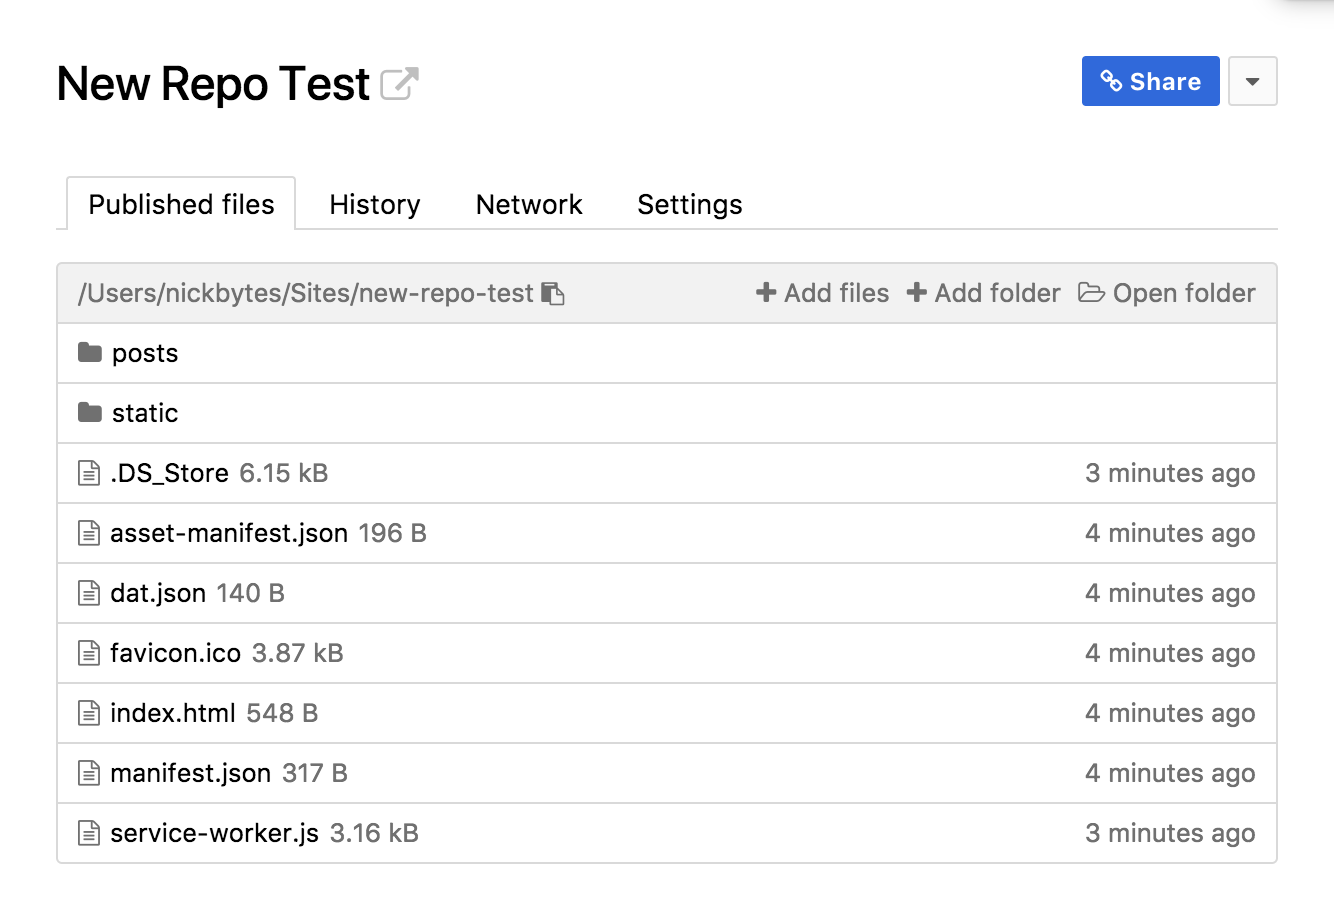 New Repo Test
Share
Published files History Network Settings
/Users/nickbytes/Sites/new-repo-test Add files Add folder Open folder
posts
static
.DS_Store 6.15 kB 3 minutes ago
asset-manifest.json 196 B 4 minutes ago
dat.json 140 B 4 minutes ago
favicon.ico 3.87 kB 4 minutes ago
index.html 548 B 4 minutes ago
manifest.json 317 B 4 minutes ago
service-worker.js 3.16 kB 3 minutes ago